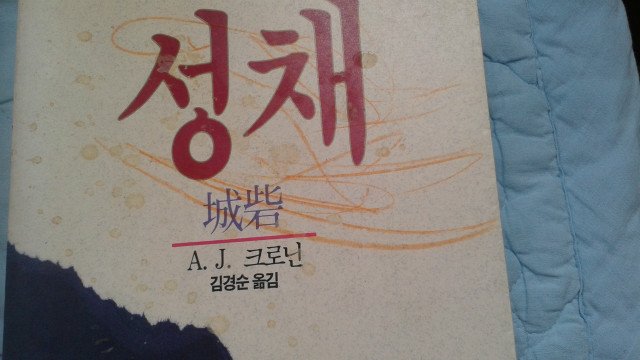 성채
城砦
A. J. 크로닌
김경순 옮김